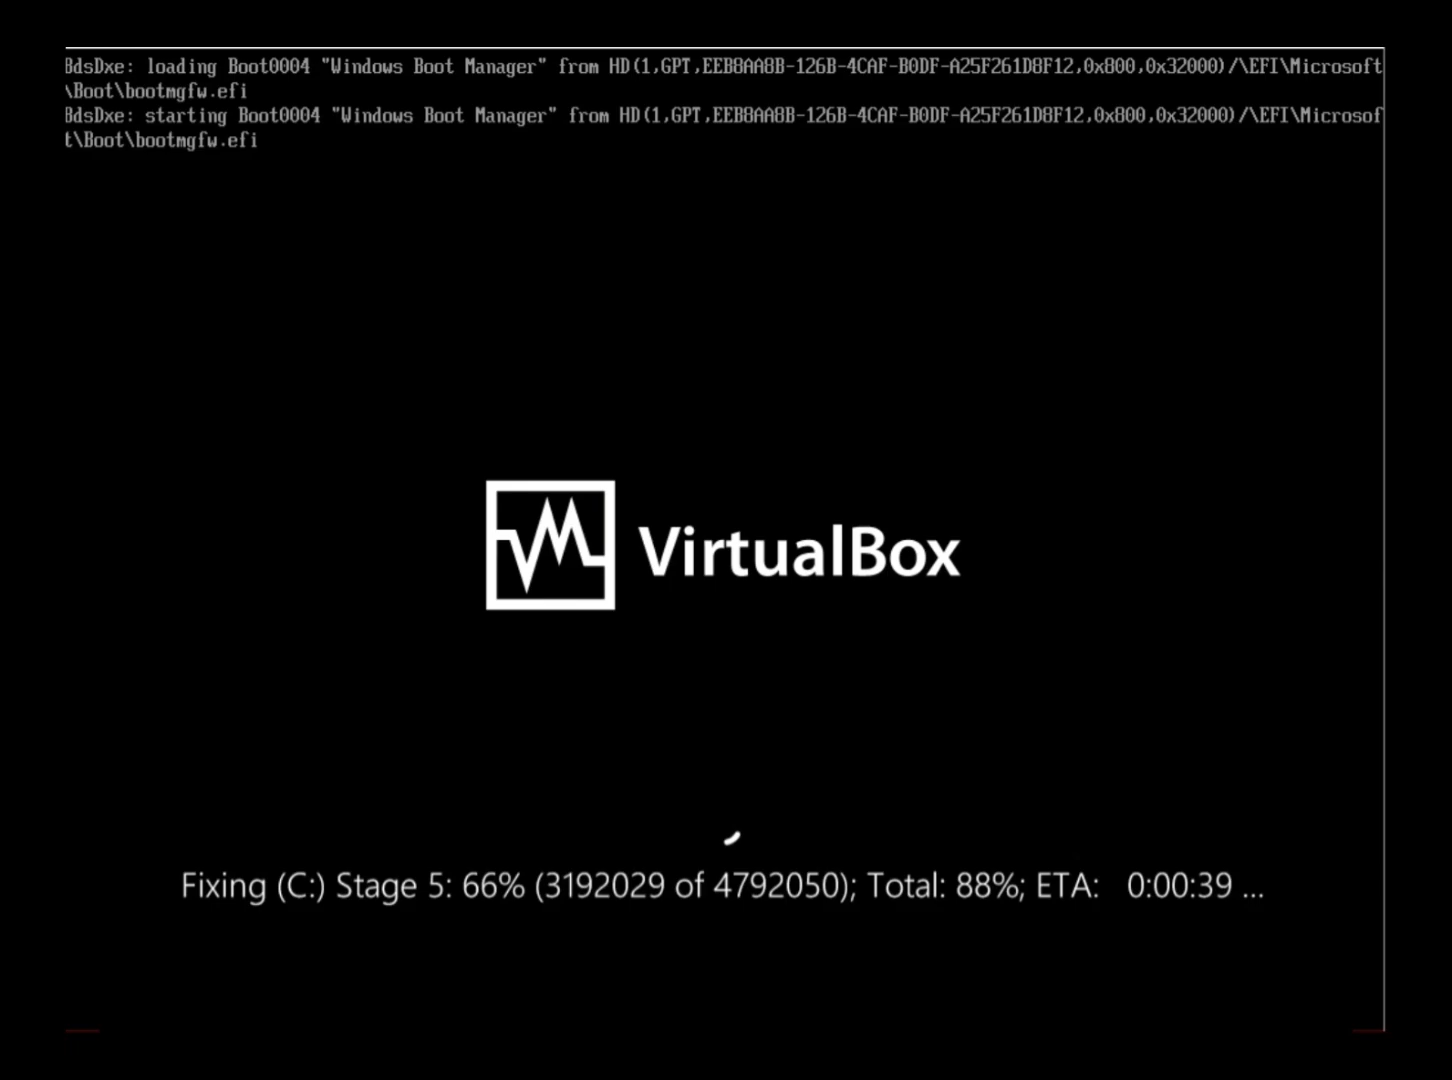 BdsDxe: loading Boot0004 "Windows Boot Manager" from HD(1,GPT,EEB8AA8B-126B-4CAF-B0DF-A25F261D8F12,0x800,0x32000)/\EFI\Microsoft
\Boot\bootmgfw.efi
BdsDxe: starting Boot0004 "Windows Boot Manager" from HD(1,GPT,EEB8AA8B-126B-4CAF-B0DF-A25F261D8F12,0x800,0x32000)/\EFI\Microsof
t\Boot\bootmgfw.efi
VirtualBox
Fixing (C:) Stage 5: 66% (3192029 of 4792050); Total: 88%; ETA:   0:00:39 ...